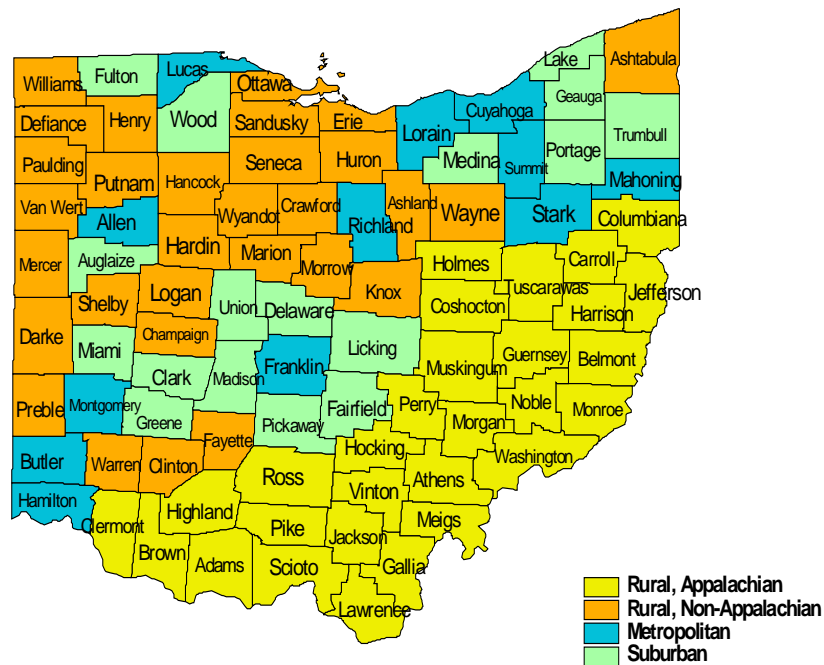 Lake
Ashtabula
Lucas
Fulton
Williams
Ottawa
Geauga
Cuyahoga
Defiance
Henry
Wood
Sandusky
Erie
Lorain
Trumbull
Paulding
Putnam
Hancock
Seneca
Huron
Medina
Summit
Portage
Mahoning
Van Wert
Allen
Wyandot
Crawford
Richland
Ashland
Wayne
Stark
Columbiana
Mercer
Auglaize
Hardin
Marion
Morrow
Holmes
Carroll
Tuscarawas
Jefferson
Shelby
Logan
Union
Delaware
Knox
Coshocton
Harrison
Darke
Champaign
Miami
Clark
Madison
Franklin
Licking
Muskingum
Guernsey
Belmont
Preble
Montgomery
Greene
Pickaway
Fairfield
Perry
Morgan
Noble
Monroe
Butler
Warren
Clinton
Fayette
Hocking
Washington
Ross
Athens
Hamilton
Vinton
Clermont
Highland
Pike
Jackson
Meigs
Brown
Adams
Scioto
Gallia
Lawrence
Rural, Appalachian
Rural, Non-Appalachian
Metropolitan
Suburban